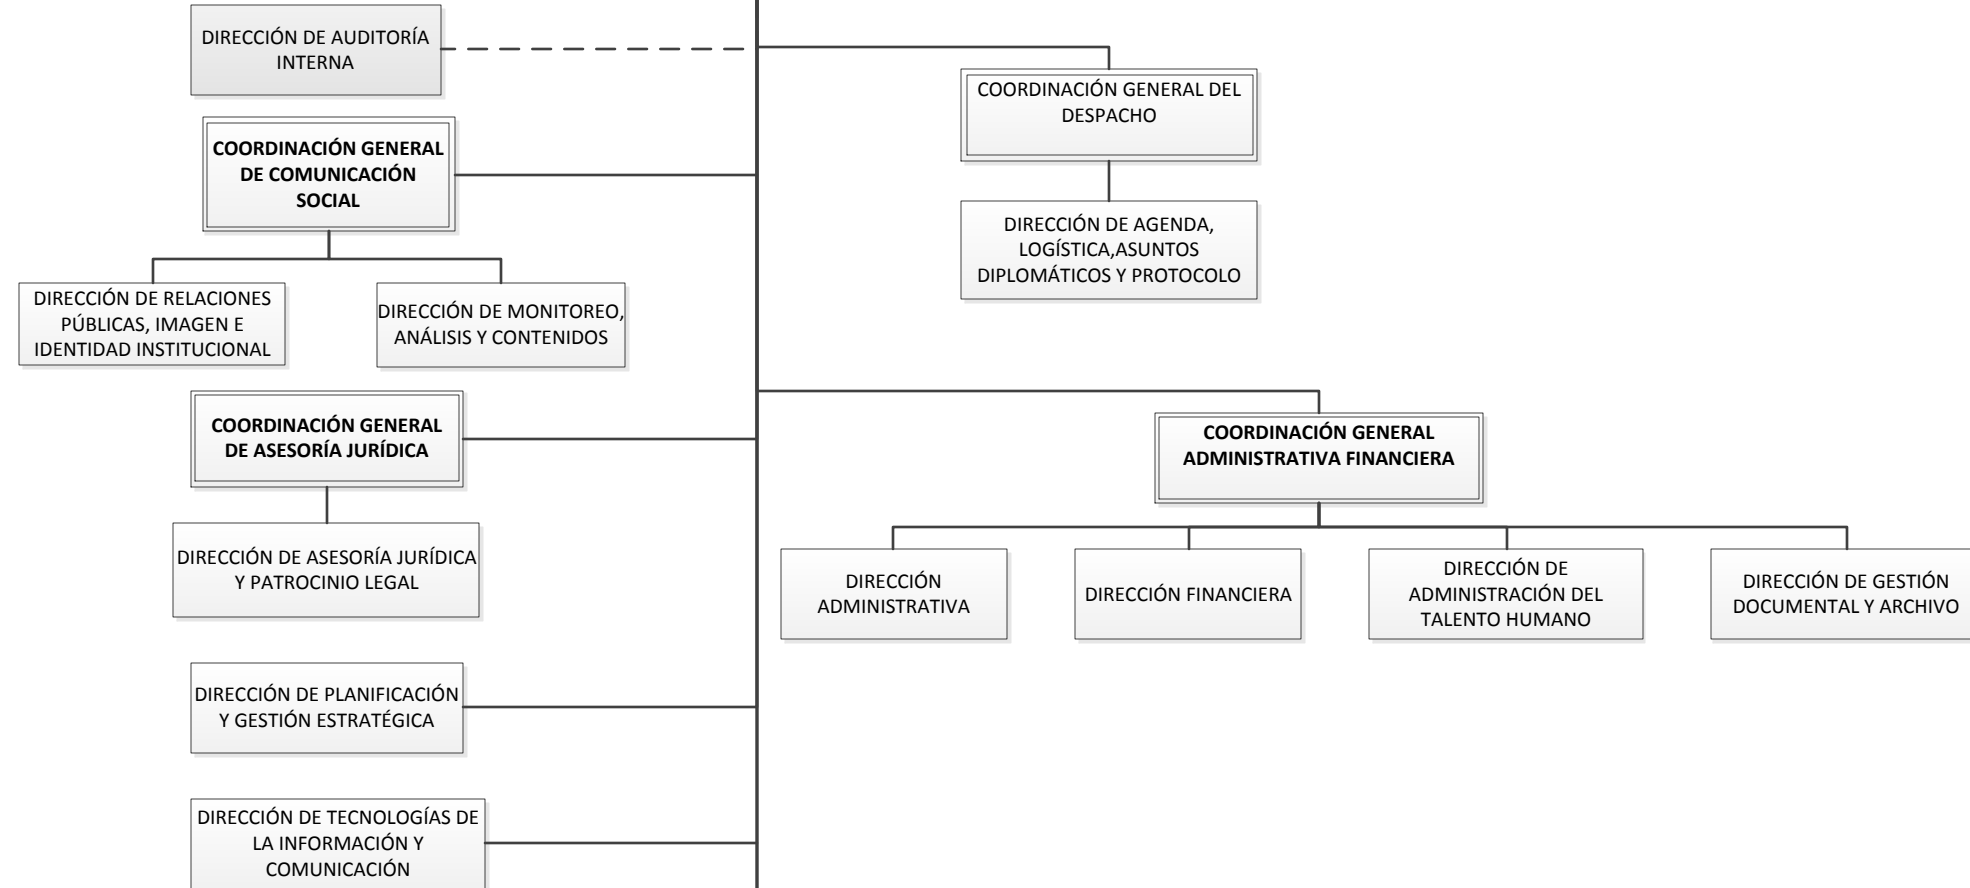 DIRECCIÓN DE AUDITORÍA
INTERNA
COORDINACIÓN GENERAL DEL
DESPACHO
COORDINACIÓN GENERAL
DE COMUNICACIÓN
SOCIAL
DIRECCIÓN DE AGENDA,
LOGÍSTICA,ASUNTOS
DIPLOMÁTICOS Y PROTOCOLO
DIRECCIÓN DE RELACIONES
PÚBLICAS, IMAGEN E
IDENTIDAD INSTITUCIONAL
DIRECCIÓN DE MONITOREO,
ANÁLISIS Y CONTENIDOS
COORDINACIÓN GENERAL
DE ASESORÍA JURÍDICA
COORDINACIÓN GENERAL
ADMINISTRATIVA FINANCIERA
DIRECCIÓN DE ASESORÍA JURÍDICA
Y PATROCINIO LEGAL
DIRECCIÓN
ADMINISTRATIVA
DIRECCIÓN FINANCIERA
DIRECCIÓN DE
ADMINISTRACIÓN DEL
TALENTO HUMANO
DIRECCIÓN DE GESTIÓN
DOCUMENTAL Y ARCHIVO
DIRECCIÓN DE PLANIFICACIÓN
Y GESTIÓN ESTRATÉGICA
DIRECCIÓN DE TECNOLOGÍAS DE
LA INFORMACIÓN Y
COMUNICACIÓN